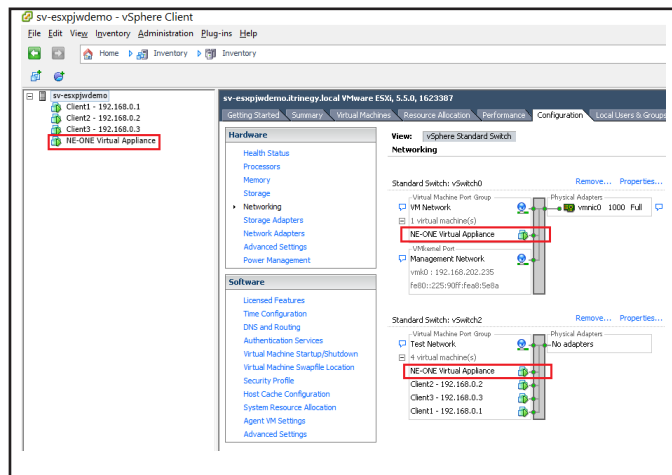 sv-esxpjwdemo - vSphere Client
File Edit View Inventory Administration Plug-ins Help
Home Inventory Inventory
sv-esxpjwdemo
Client1 - 192.168.0.1
Client2 - 192.168.0.2
Client3 - 192.168.0.3
NE-ONE Virtual Appliance
sv-esxpjwdemo.itrinegy.local VMware ESXi, 5.5.0, 1623387
Getting Started Summary Virtual Machines Resource Allocation Performance Configuration Local Users & Groups
Hardware
Health Status
Processors
Memory
Storage
Networking
Storage Adapters
Network Adapters
Advanced Settings
Power Management
Software
Licensed Features
Time Configuration
DNS and Routing
Authentication Services
Virtual Machine Startup/Shutdown
Virtual Machine Swapfile Location
Security Profile
Host Cache Configuration
System Resource Allocation
Agent VM Settings
Advanced Settings
View: vSphere Standard Switch
Networking
Standard Switch: vSwitch0 Remove... Properties...
Virtual Machine Port Group Physical Adapters
VM Network vmnic0 1000 Full
1 virtual machine(s)
NE-ONE Virtual Appliance
VMkernel Port
Management Network
vmk0 : 192.168.202.235
fe80::225:90ff:fea8:5e8a
Standard Switch: vSwitch2 Remove... Properties...
Virtual Machine Port Group Physical Adapters
Test Network No adapters
4 virtual machine(s)
NE-ONE Virtual Appliance
Client2 - 192.168.0.2
Client3 - 192.168.0.3
Client1 - 192.168.0.1